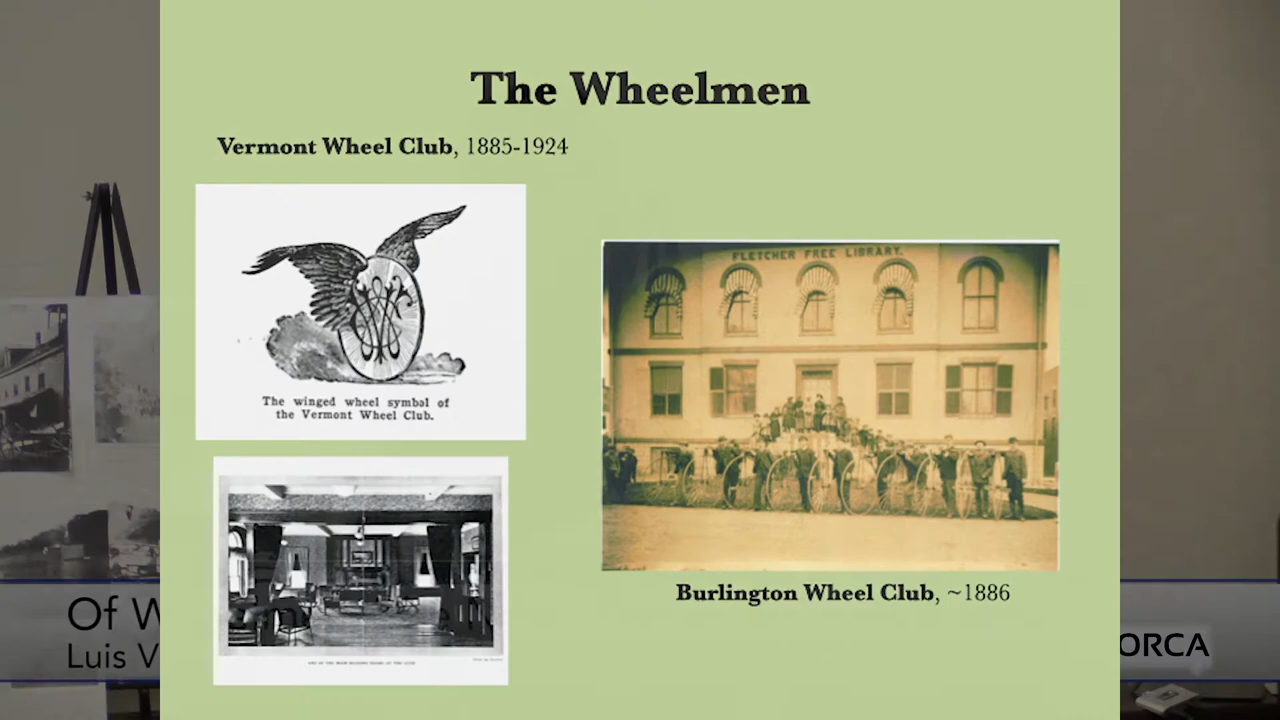 The Wheelmen
Vermont Wheel Club, 1885-1924
The winged wheel symbol of
the Vermont Wheel Club.
FLETCHER FREE LIBRARY.
Burlington Wheel Club, ~1886
Of W
Luis V
ORCA